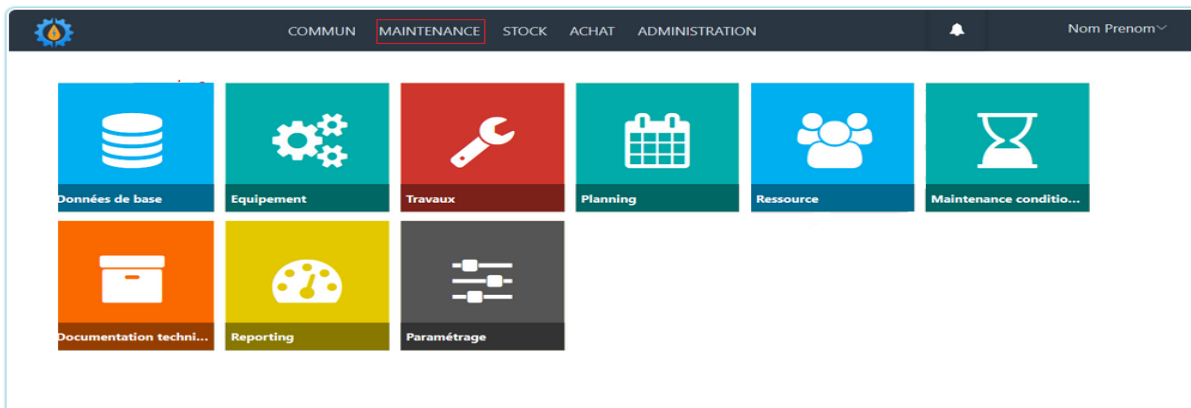 COMMUN MAINTENANCE STOCK ACHAT ADMINISTRATION Nom Prenom
Données de base Equipement Travaux Planning Ressource Maintenance conditio...
Documentation techni... Reporting Paramétrage